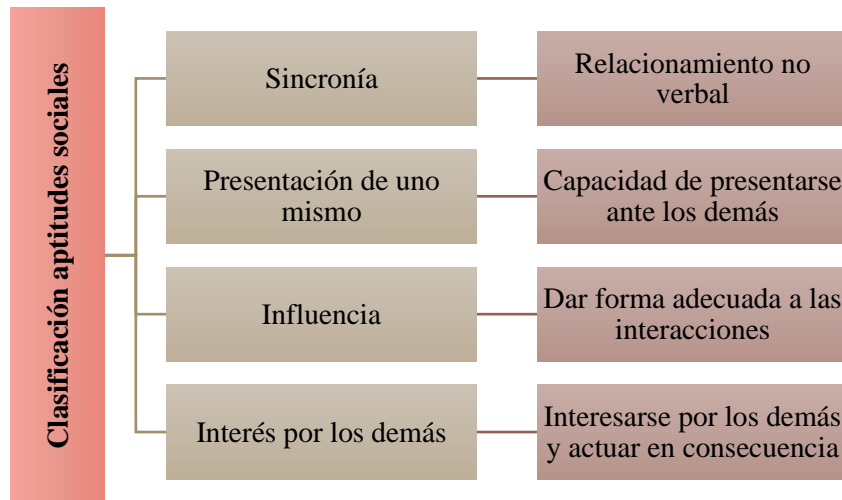 Clasificación aptitudes sociales
Sincronía
Relacionamiento no
verbal
Presentación de uno
mismo
Capacidad de presentarse
ante los demás
Influencia
Dar forma adecuada a las
interacciones
Interés por los demás
Interesarse por los demás
y actuar en consecuencia